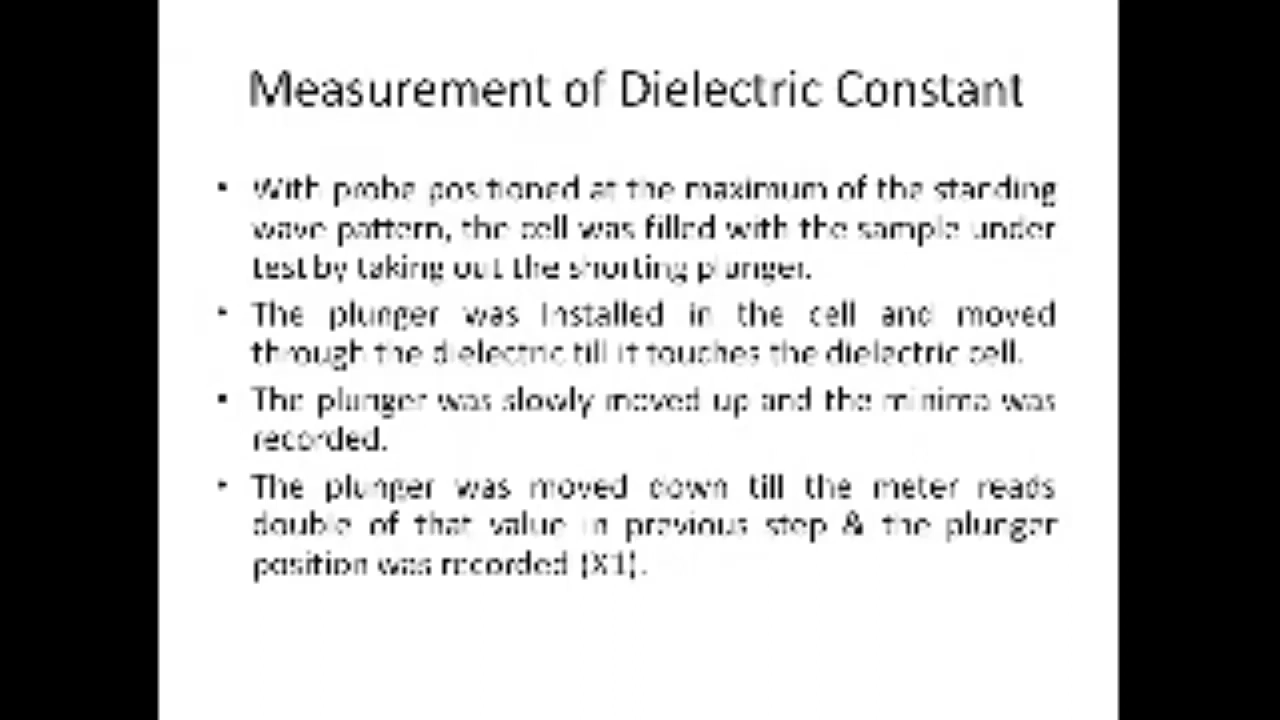 Measurement of Dielectric Constant
• With probe positioned at the maximum of the standing
wave pattern, the cell was filled with the sample under
test by taking out the shorting plunger.
• The plunger was installed in the cell and moved
through the dielectric till it touches the dielectric cell.
• The plunger was slowly moved up and the minima was
recorded.
• The plunger was moved down till the meter reads
double of that value in previous step & the plunger
position was recorded (X1).